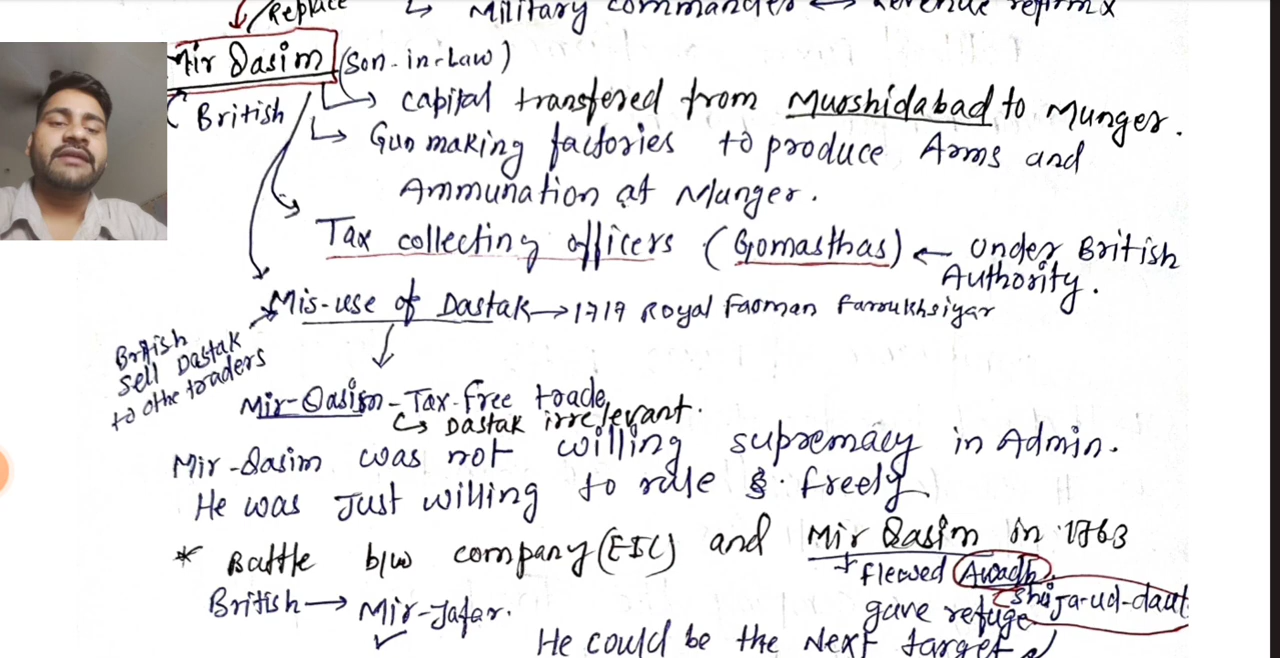 Replace ↳ Military commander ↔ Revenue reform x
Mir Qasim (Son-in-Law)
British ↳ capital transfered from Murshidabad to Munger.
↳ Gun making factories to produce Arms and
Ammunation at Munger.
Tax collecting officers (Gomasthas) ← Under British
Authority.
Mis-use of Dastak → 1717 Royal Farman Farrukhsiyar
British
sell Dastak
to othe traders
Mir-Qasim - Tax-free trade
↳ Dastak irrelevant.
Mir-Qasim was not willing supremacy in Admin.
He was Just willing to rule freely
* Battle b/w company (EIC) and Mir Qasim in 1763
flewed Awadh
British → Mir-Jafar.
gave refuge Shuja-ud-daul
He could be the Next target